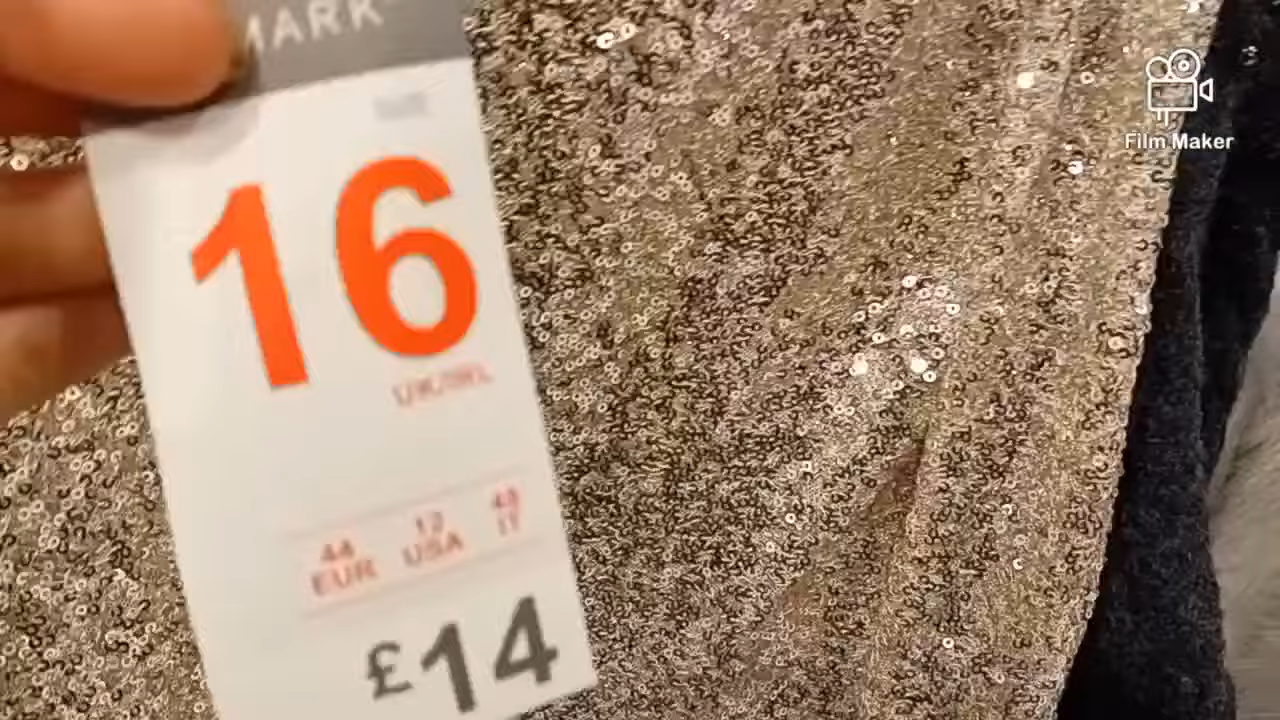 MARK
16
UK/IRL
44 12 48
EUR USA IT
£14
Film Maker